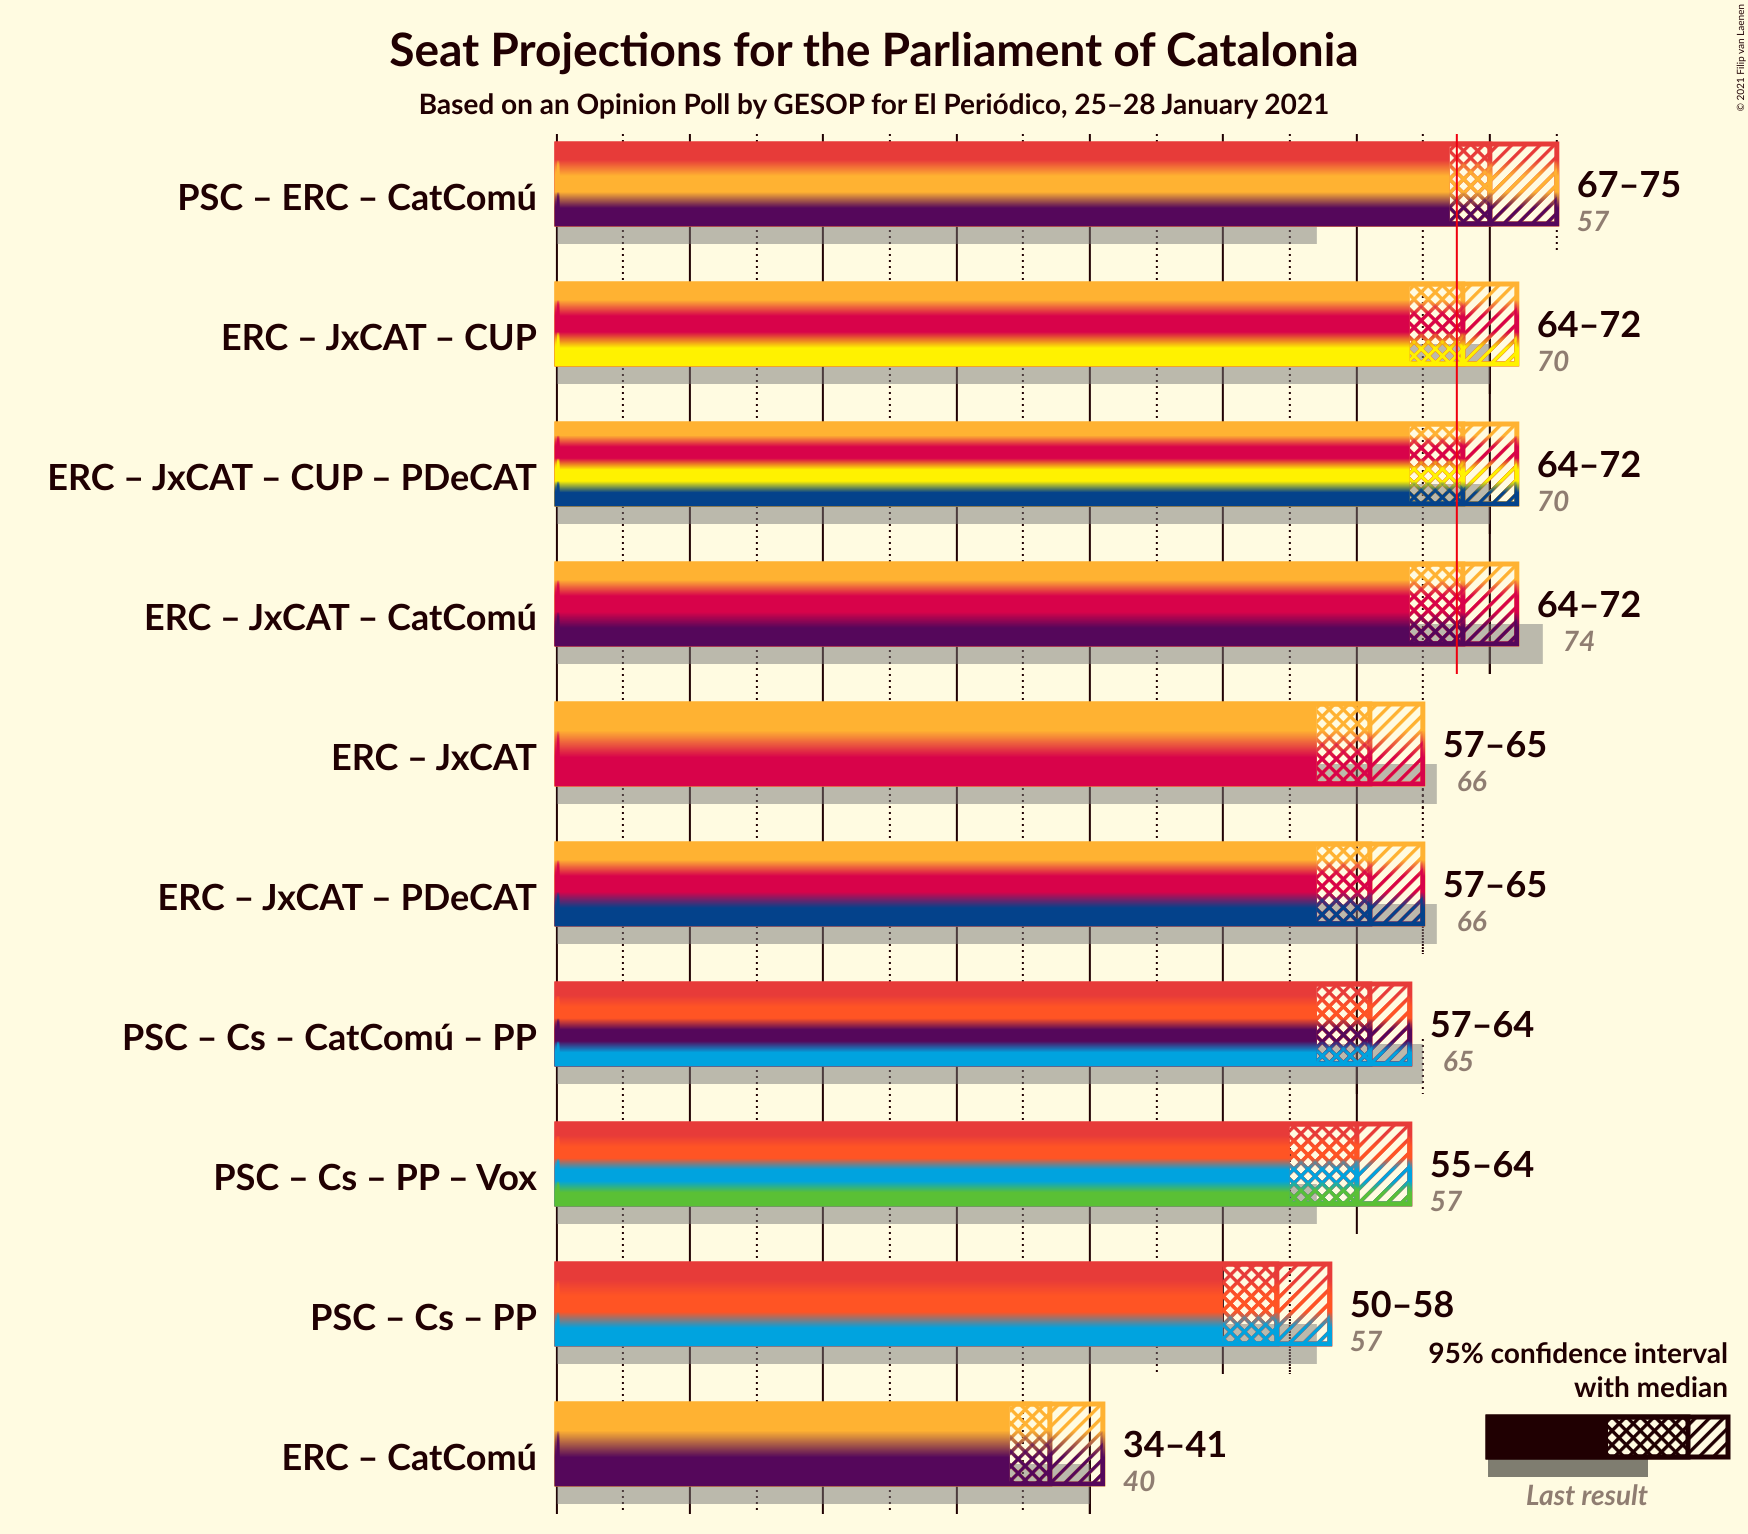 Seat Projections for the Parliament of Catalonia
Based on an Opinion Poll by GESOP for El Periódico, 25–28 January 2021
© 2021 Filip van Laenen
PSC – ERC – CatComú
67–75
57
ERC – JxCAT – CUP
64–72
70
ERC – JxCAT – CUP – PDeCAT
64–72
70
ERC – JxCAT – CatComú
64–72
74
ERC – JxCAT
57–65
66
ERC – JxCAT – PDeCAT
57–65
66
PSC – Cs – CatComú – PP
57–64
65
PSC – Cs – PP – Vox
55–64
57
PSC – Cs – PP
50–58
57
ERC – CatComú
34–41
40
95% confidence interval
with median
Last result